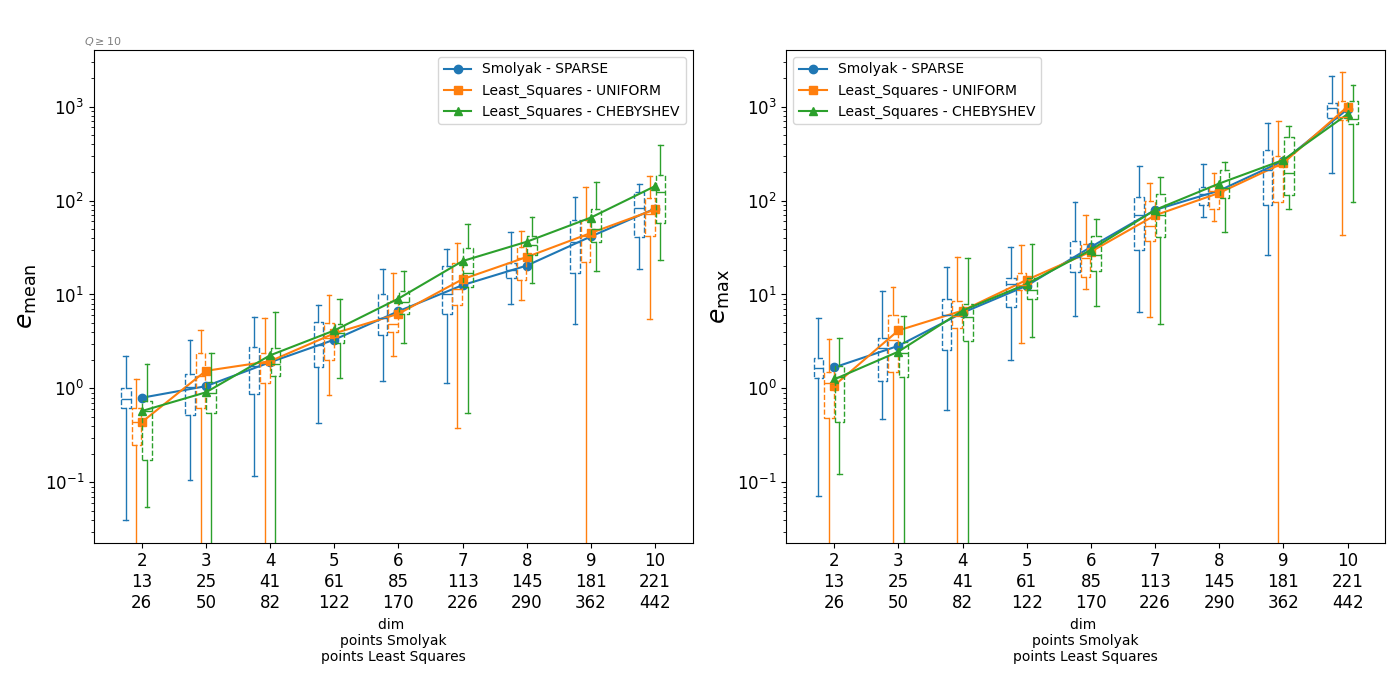 Q ≥ 10
Smolyak - SPARSE
Least_Squares - UNIFORM
Least_Squares - CHEBYSHEV
10³
10²
10¹
10⁰
10⁻¹
e_mean
2 3 4 5 6 7 8 9 10
13 25 41 61 85 113 145 181 221
26 50 82 122 170 226 290 362 442
dim
points Smolyak
points Least Squares
Smolyak - SPARSE
Least_Squares - UNIFORM
Least_Squares - CHEBYSHEV
10³
10²
10¹
10⁰
10⁻¹
e_max
2 3 4 5 6 7 8 9 10
13 25 41 61 85 113 145 181 221
26 50 82 122 170 226 290 362 442
dim
points Smolyak
points Least Squares